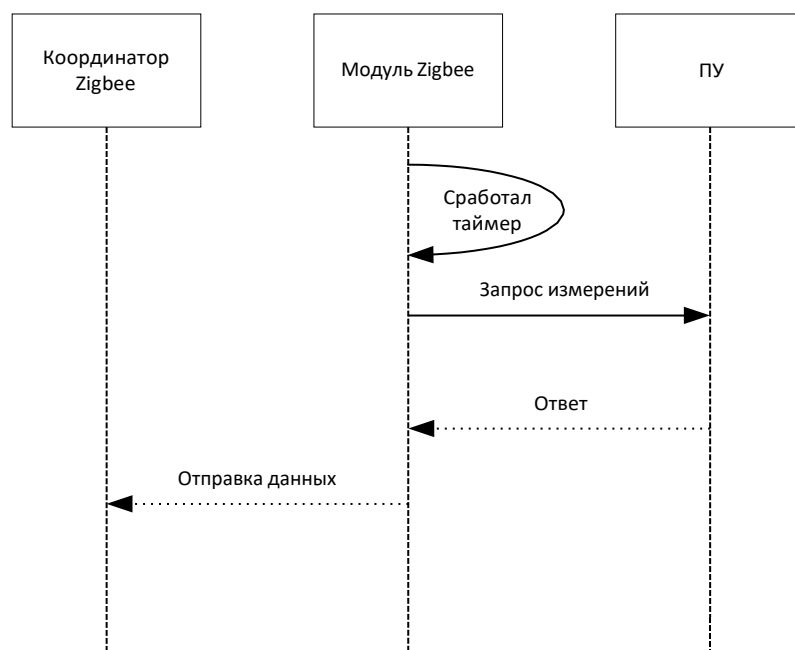 Координатор
Zigbee
Модуль Zigbee
ПУ
Сработал
таймер
Запрос измерений
Ответ
Отправка данных